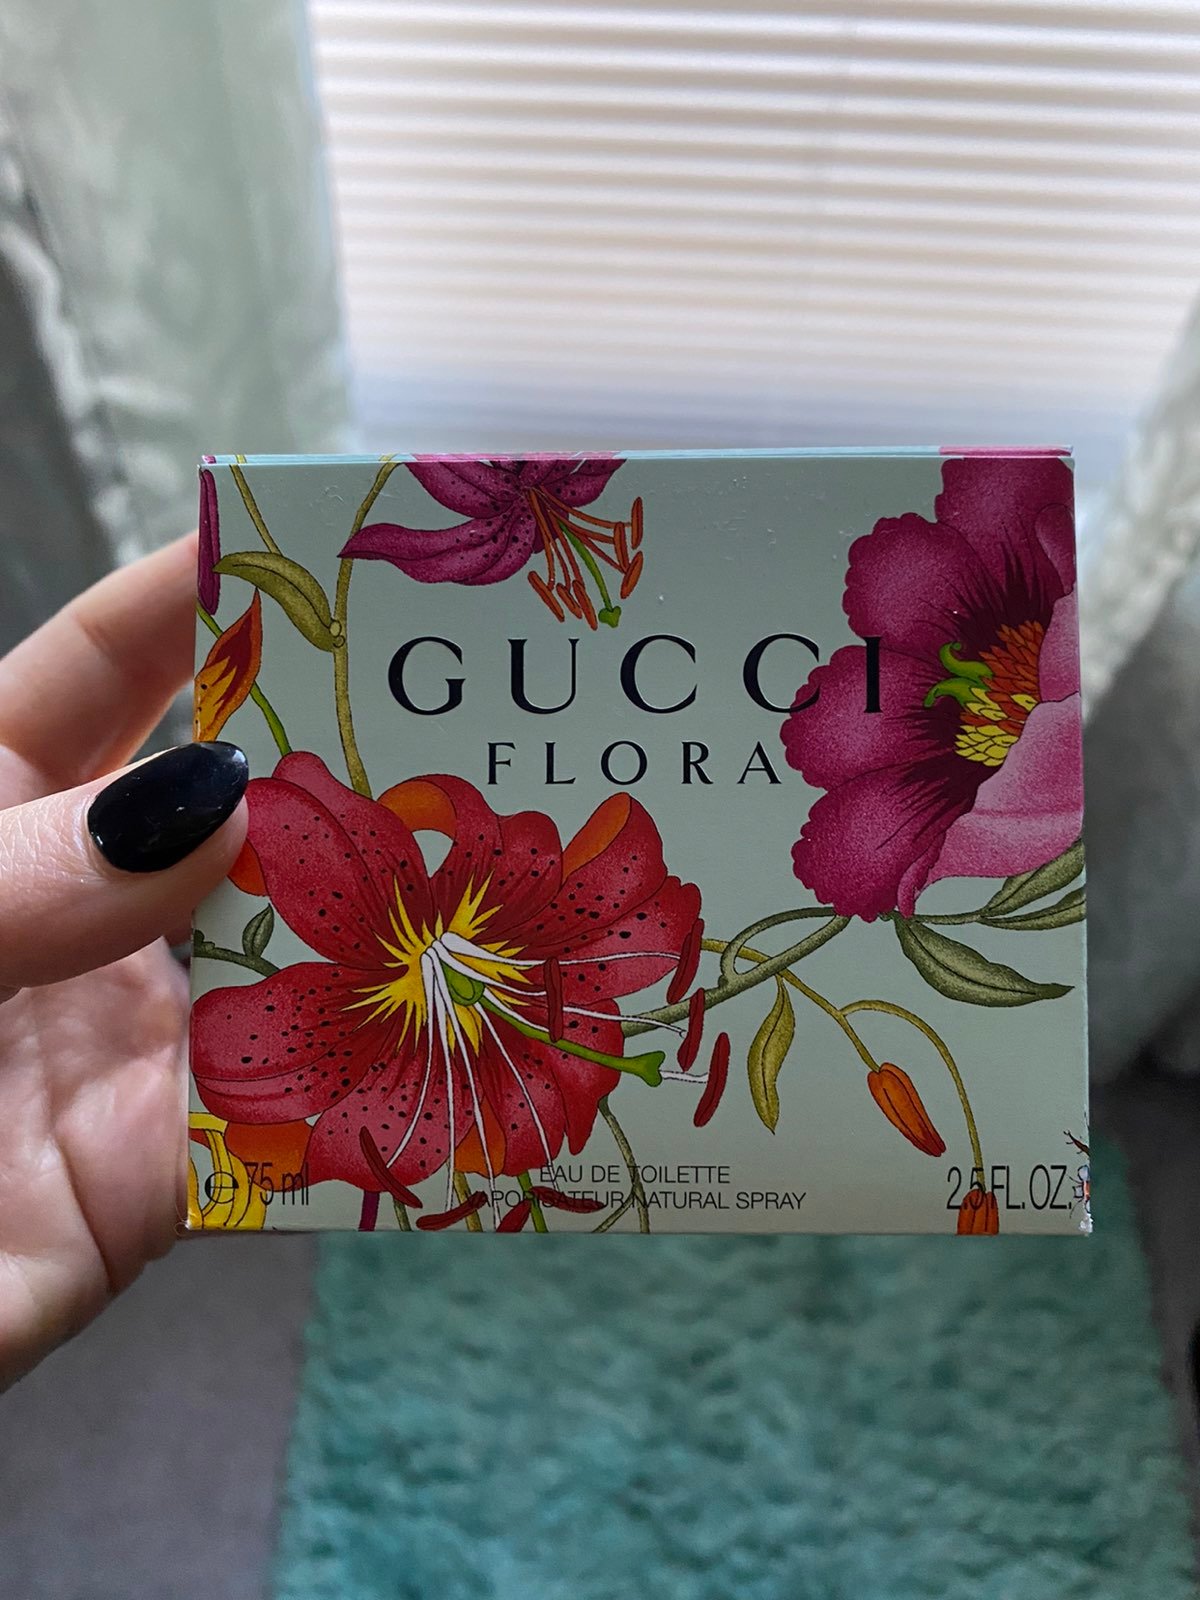 GUCCI
FLORA
℮ 75 ml
EAU DE TOILETTE
VAPORISATEUR NATURAL SPRAY
2.5 FL.OZ.